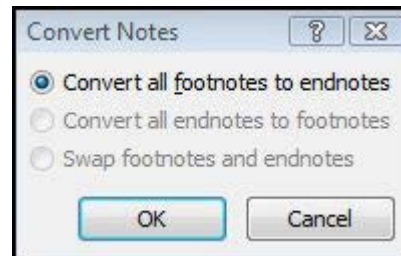 Convert Notes
Convert all footnotes to endnotes
Convert all endnotes to footnotes
Swap footnotes and endnotes
OK Cancel